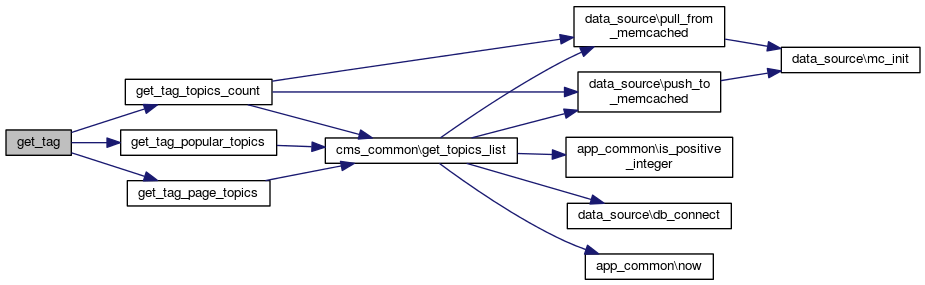 get_tag
get_tag_topics_count
get_tag_popular_topics
get_tag_page_topics
cms_common\get_topics_list
data_source\pull_from
_memcached
data_source\push_to
_memcached
app_common\is_positive
_integer
data_source\db_connect
app_common\now
data_source\mc_init